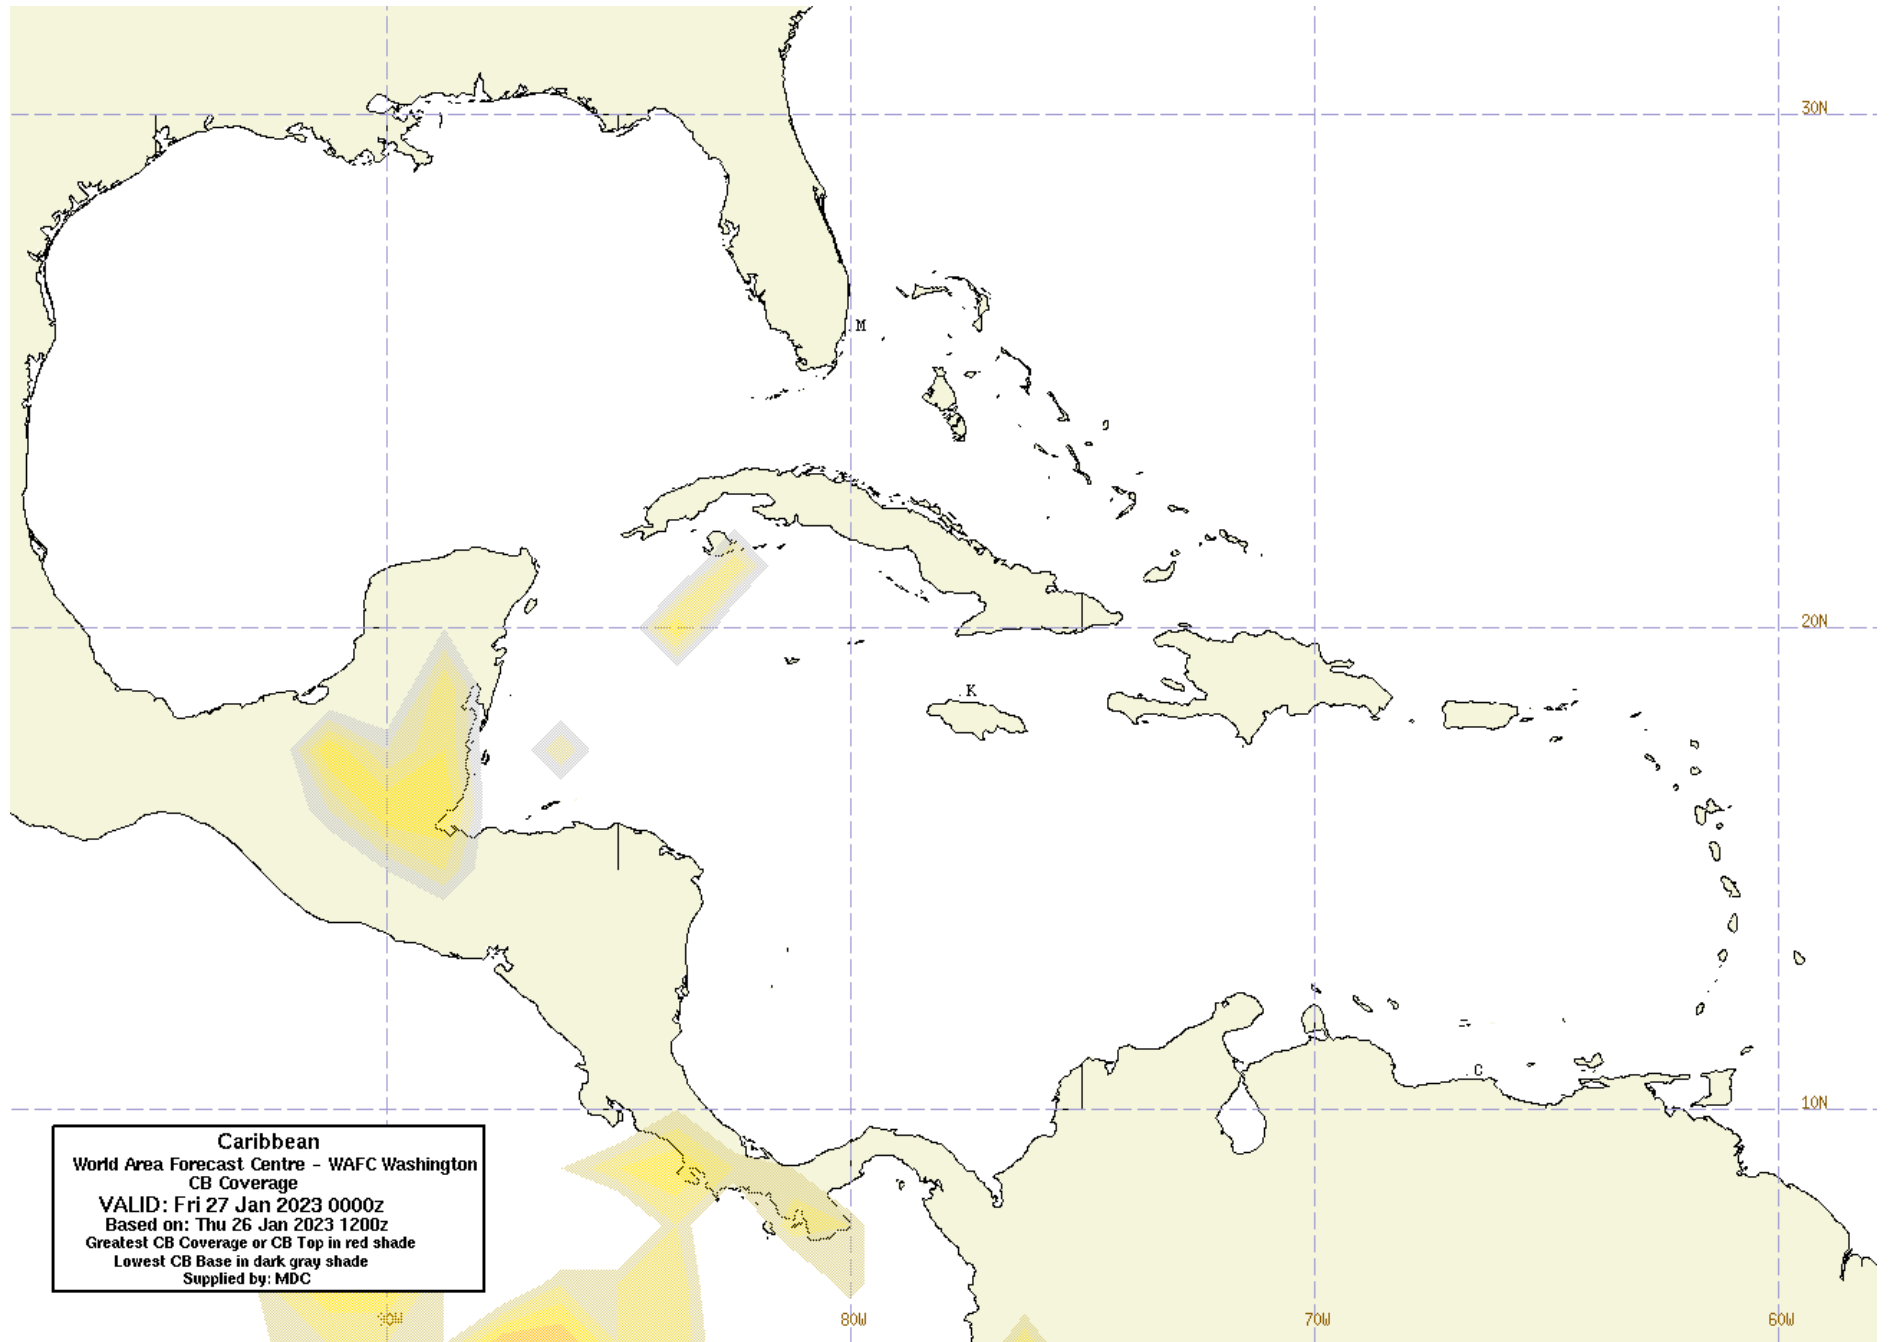 30N
M
20N
K
C
10N
Caribbean
World Area Forecast Centre - WAFC Washington
CB Coverage
VALID: Fri 27 Jan 2023 0000z
Based on: Thu 26 Jan 2023 1200z
Greatest CB Coverage or CB Top in red shade
Lowest CB Base in dark gray shade
Supplied by: MDC
90W 80W 70W 60W